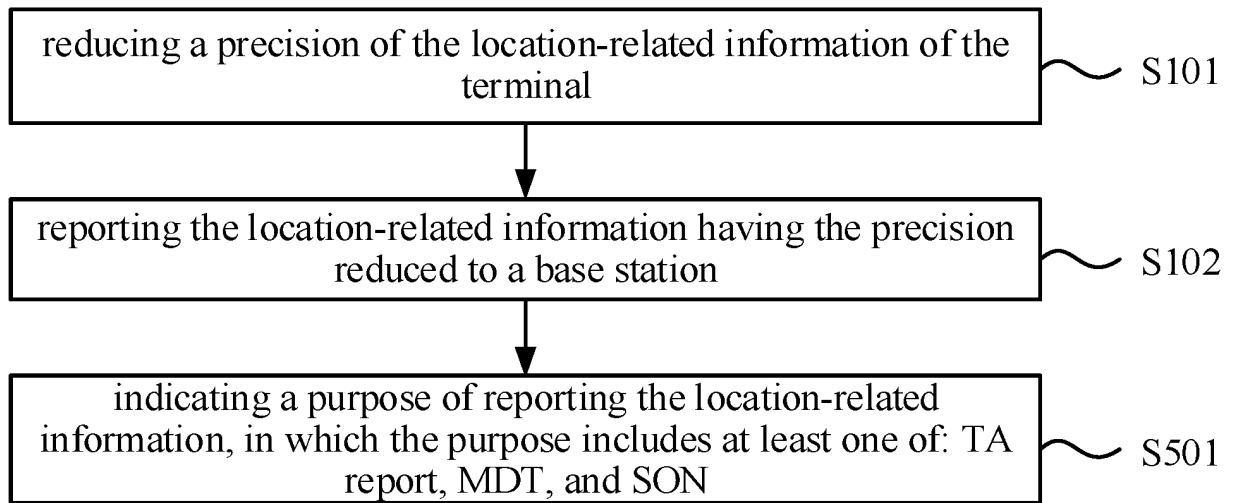 reducing a precision of the location-related information of the
terminal
S101
reporting the location-related information having the precision
reduced to a base station
S102
indicating a purpose of reporting the location-related
information, in which the purpose includes at least one of: TA
report, MDT, and SON
S501